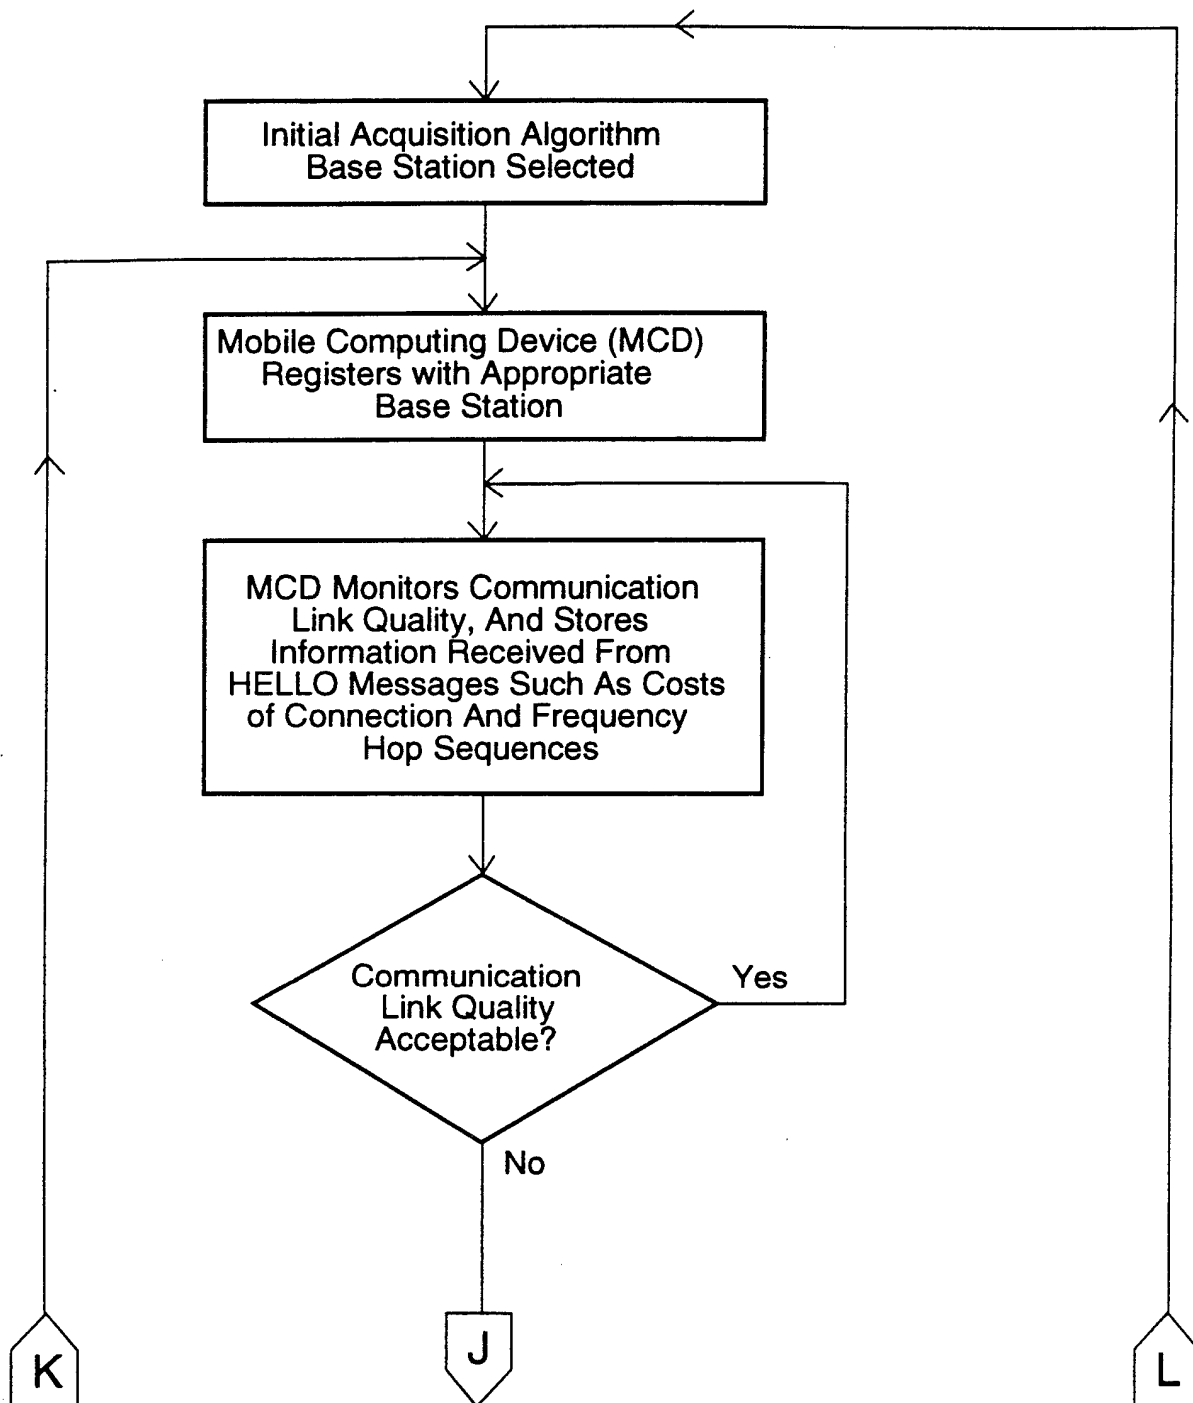 Initial Acquisition Algorithm
Base Station Selected
Mobile Computing Device (MCD)
Registers with Appropriate
Base Station
MCD Monitors Communication
Link Quality, And Stores
Information Received From
HELLO Messages Such As Costs
of Connection And Frequency
Hop Sequences
Communication
Link Quality
Acceptable?
Yes
No
K
J
L